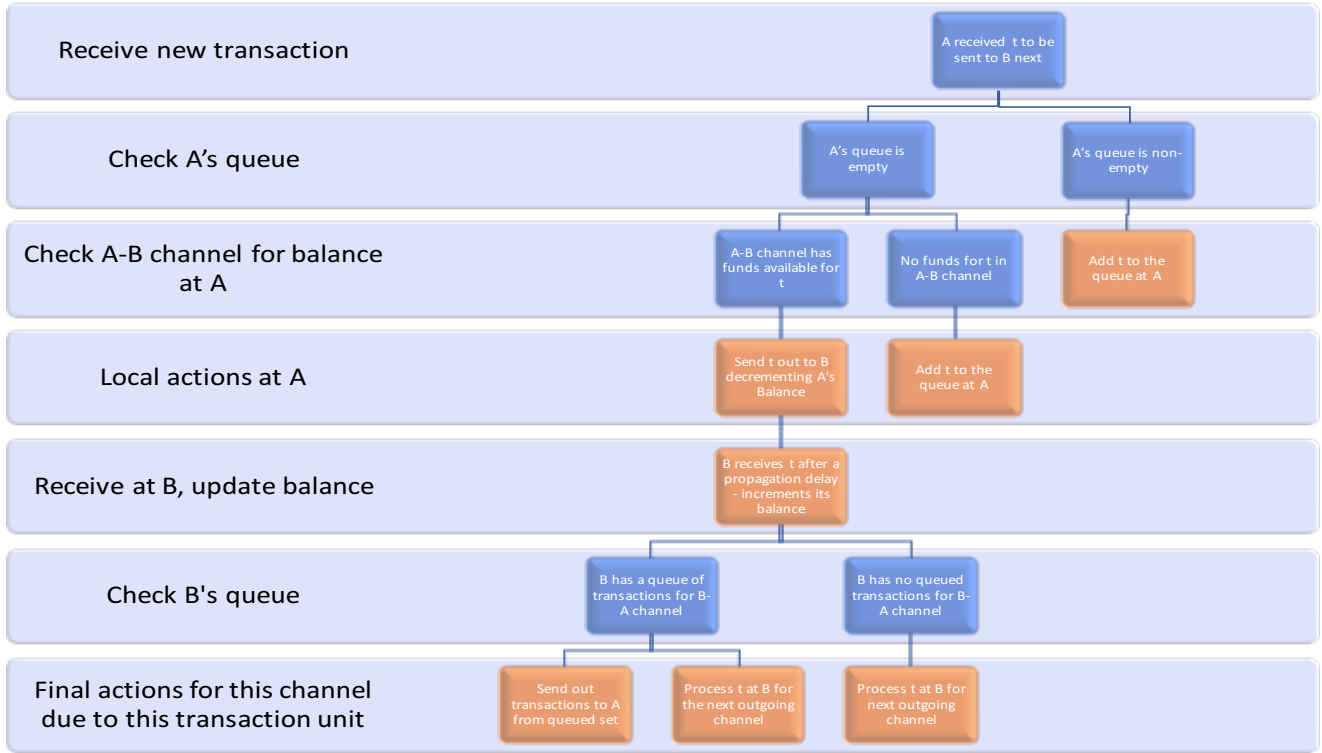 Receive new transaction
A received t to be
sent to B next
Check A's queue
A's queue is
empty
A's queue is non-
empty
Check A-B channel for balance
at A
A-B channel has
funds available for
t
No funds for t in
A-B channel
Add t to the
queue at A
Local actions at A
Send t out to B
decrementing A's
Balance
Add t to the
queue at A
Receive at B, update balance
B receives t after a
propagation delay
- increments its
balance
Check B's queue
B has a queue of
transactions for B-
A channel
B has no queued
transactions for B-
A channel
Final actions for this channel
due to this transaction unit
Send out
transactions to A
from queued set
Process t at B for
the next outgoing
channel
Process t at B for
next outgoing
channel